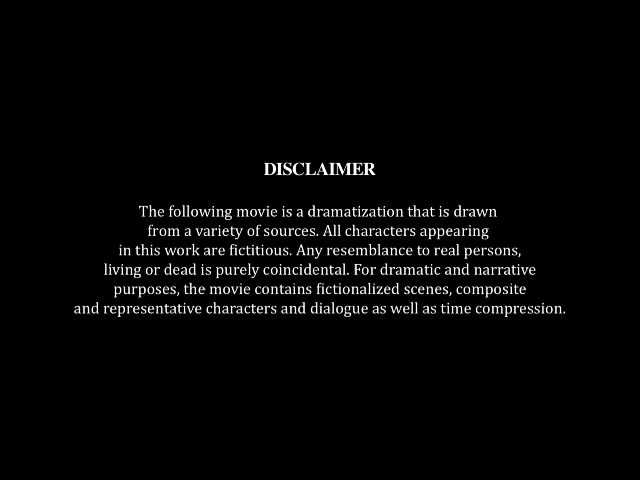 DISCLAIMER
The following movie is a dramatization that is drawn
from a variety of sources. All characters appearing
in this work are fictitious. Any resemblance to real persons,
living or dead is purely coincidental. For dramatic and narrative
purposes, the movie contains fictionalized scenes, composite
and representative characters and dialogue as well as time compression.